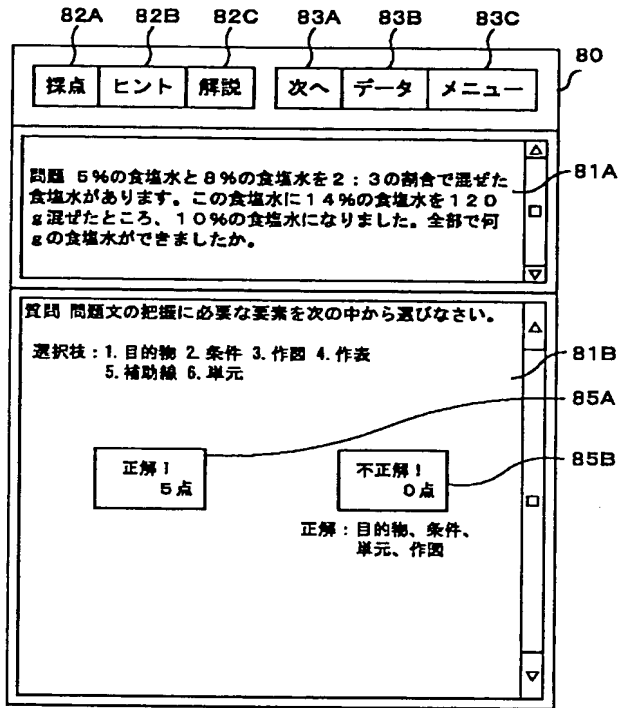 82A 82B 82C 83A 83B 83C
80
採点 ヒント 解説 次へ データ メニュー
81A
問題 5%の食塩水と8%の食塩水を2:3の割合で混ぜた
食塩水があります。この食塩水に14%の食塩水を120
g混ぜたところ、10%の食塩水になりました。全部で何
gの食塩水ができましたか。
質問 問題文の把握に必要な要素を次の中から選びなさい。
選択枝:1.目的物 2.条件 3.作図 4.作表
5.補助線 6.単元
81B
85A
85B
正解!
5点
不正解!
0点
正解:目的物、条件、
単元、作図